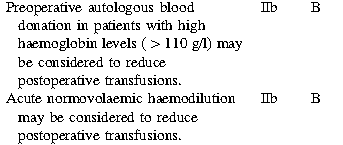 Preoperative autologous blood IIb B
donation in patients with high
haemoglobin levels ( > 110 g/l) may
be considered to reduce
postoperative transfusions.
Acute normovolaemic haemodilution IIb B
may be considered to reduce
postoperative transfusions.